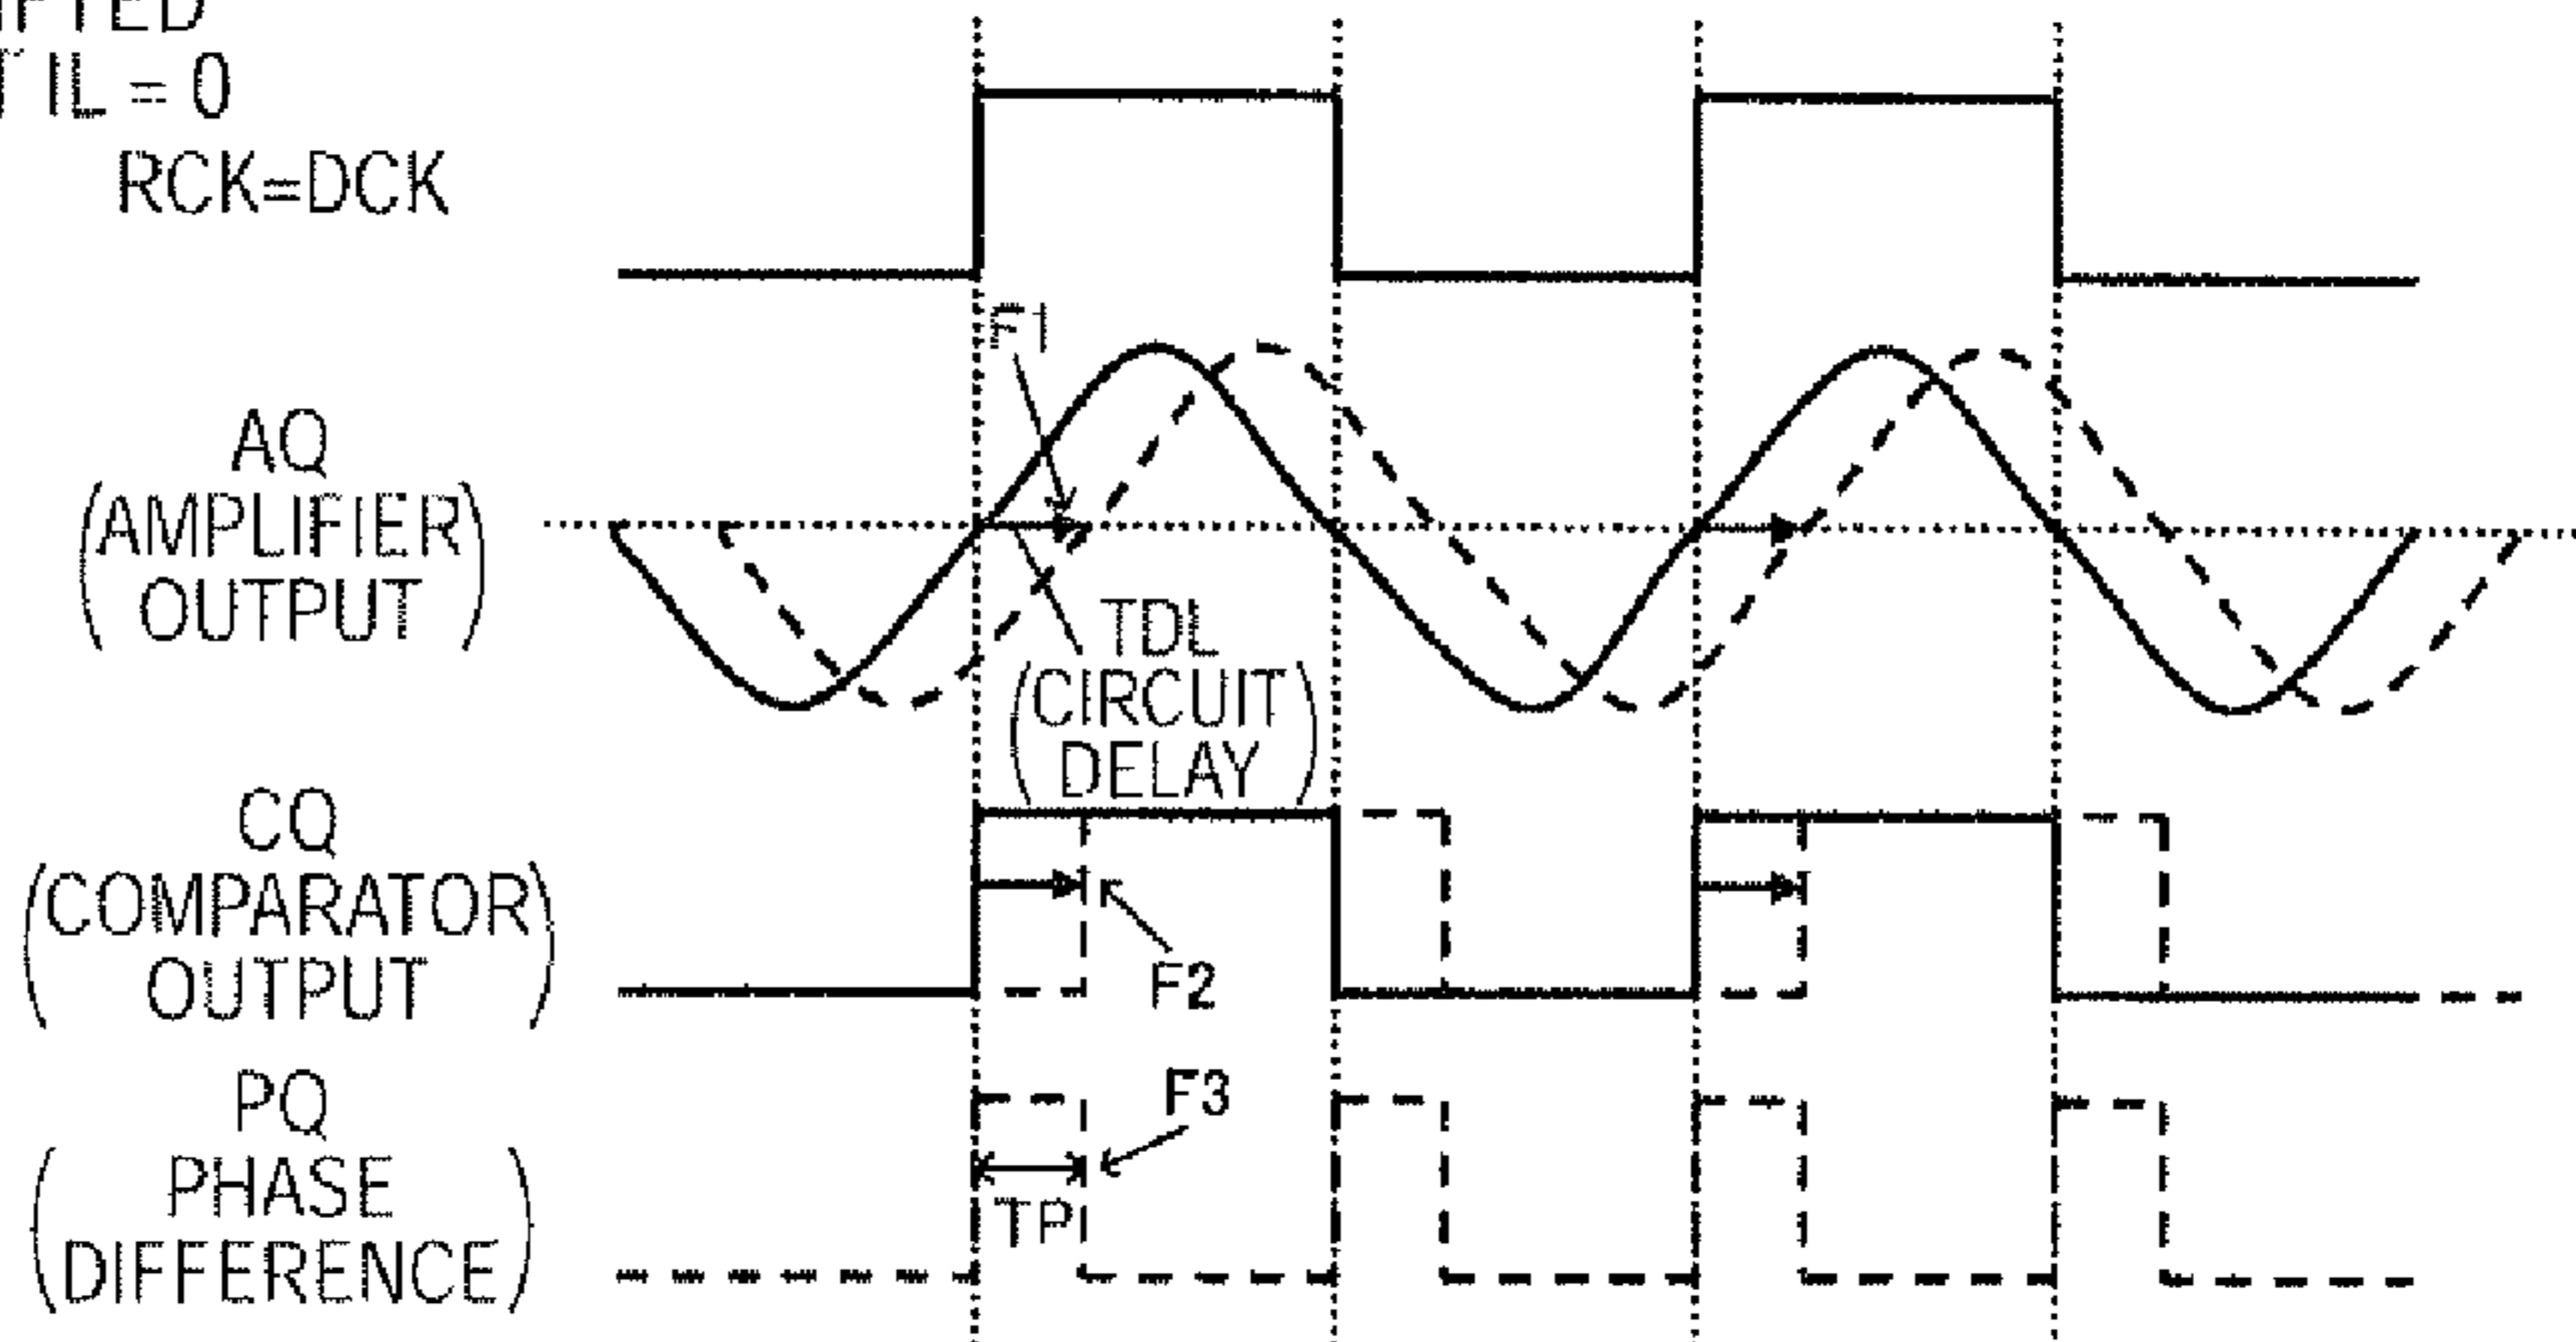 IL = 0
RCK=DCK
F1
AQ
(AMPLIFIER
OUTPUT)
TDL
(CIRCUIT
DELAY)
CQ
(COMPARATOR
OUTPUT)
F2
PQ
(PHASE
DIFFERENCE)
F3
TP